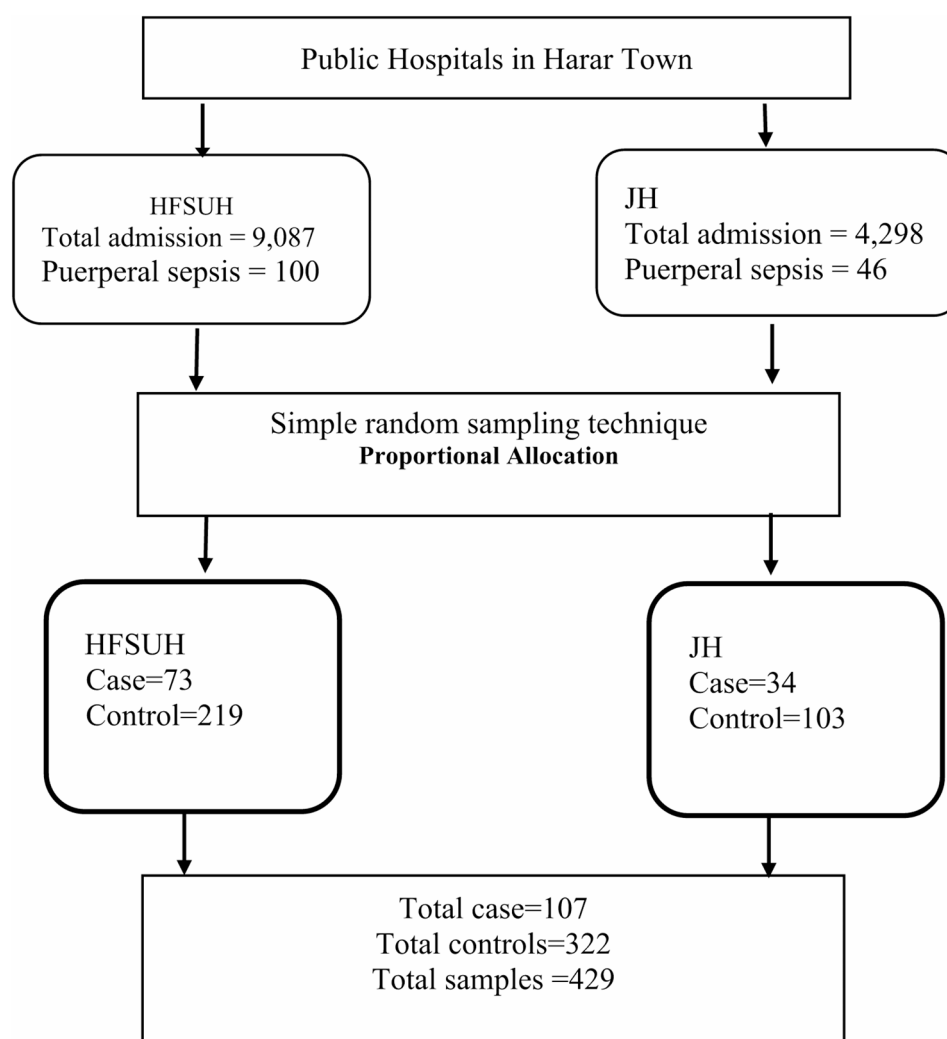 Public Hospitals in Harar Town
HFSUH
Total admission = 9,087
Puerperal sepsis = 100
JH
Total admission = 4,298
Puerperal sepsis = 46
Simple random sampling technique
Proportional Allocation
HFSUH
Case=73
Control=219
JH
Case=34
Control=103
Total case=107
Total controls=322
Total samples =429